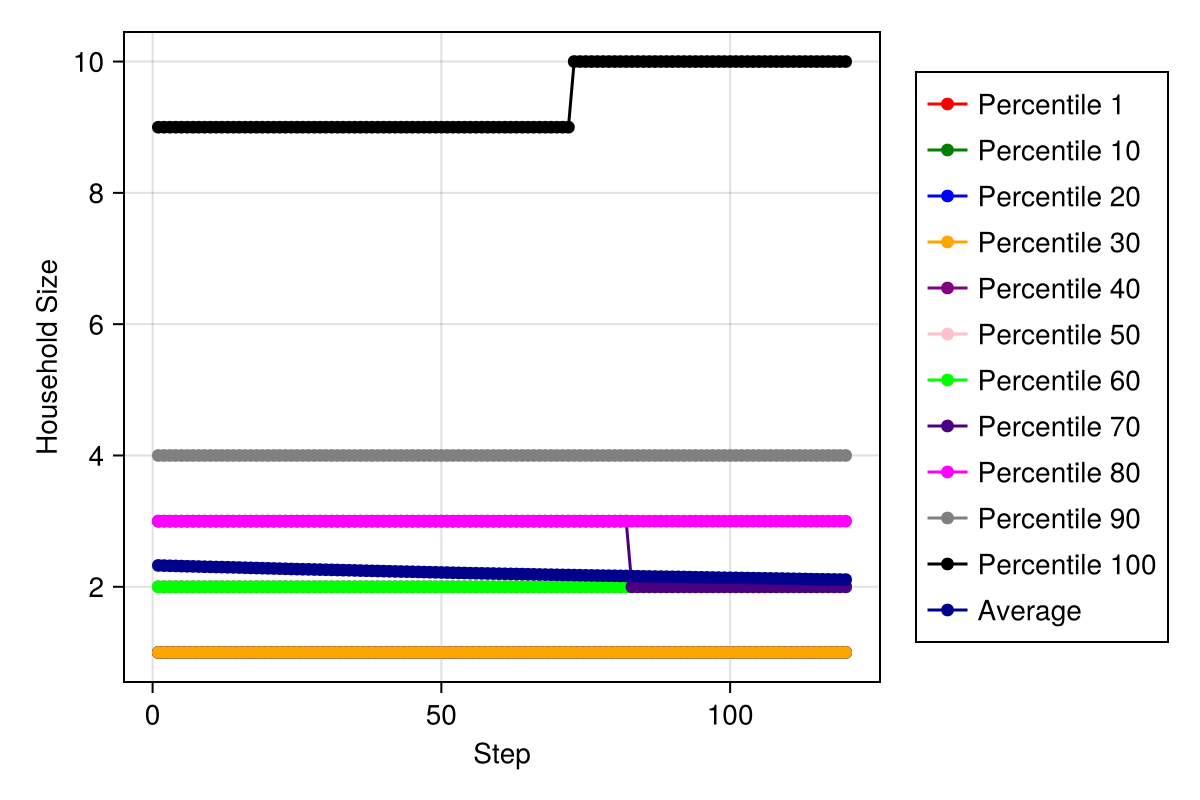 10
8
6
4
2
Household Size
0
50
100
Step
Percentile 1
Percentile 10
Percentile 20
Percentile 30
Percentile 40
Percentile 50
Percentile 60
Percentile 70
Percentile 80
Percentile 90
Percentile 100
Average